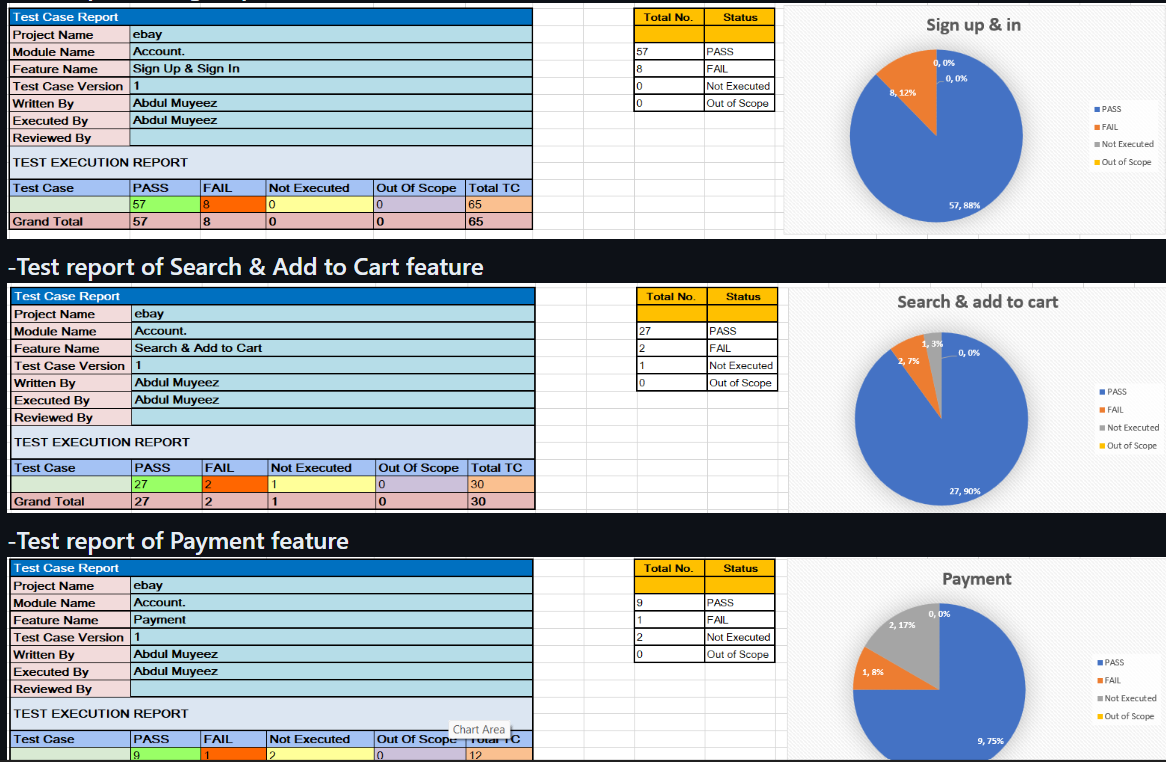 Test Case Report
Project Name ebay
Module Name Account.
Feature Name Sign Up & Sign In
Test Case Version 1
Written By Abdul Muyeez
Executed By Abdul Muyeez
Reviewed By
TEST EXECUTION REPORT
Test Case PASS FAIL Not Executed Out Of Scope Total TC
57 8 0 0 65
Grand Total 57 8 0 0 65
Total No. Status
57 PASS
8 FAIL
0 Not Executed
0 Out of Scope
Sign up & in
0, 0%
0, 0%
8, 12%
57, 88%
PASS
FAIL
Not Executed
Out of Scope
-Test report of Search & Add to Cart feature
Test Case Report
Project Name ebay
Module Name Account.
Feature Name Search & Add to Cart
Test Case Version 1
Written By Abdul Muyeez
Executed By Abdul Muyeez
Reviewed By
TEST EXECUTION REPORT
Test Case PASS FAIL Not Executed Out Of Scope Total TC
27 2 1 0 30
Grand Total 27 2 1 0 30
Total No. Status
27 PASS
2 FAIL
1 Not Executed
0 Out of Scope
Search & add to cart
1, 3%
0, 0%
2, 7%
27, 90%
PASS
FAIL
Not Executed
Out of Scope
-Test report of Payment feature
Test Case Report
Project Name ebay
Module Name Account.
Feature Name Payment
Test Case Version 1
Written By Abdul Muyeez
Executed By Abdul Muyeez
Reviewed By
TEST EXECUTION REPORT
Chart Area
Test Case PASS FAIL Not Executed Out Of Scope Total TC
9 1 2 0 12
Total No. Status
9 PASS
1 FAIL
2 Not Executed
0 Out of Scope
Payment
0, 0%
2, 17%
1, 8%
9, 75%
PASS
FAIL
Not Executed
Out of Scope